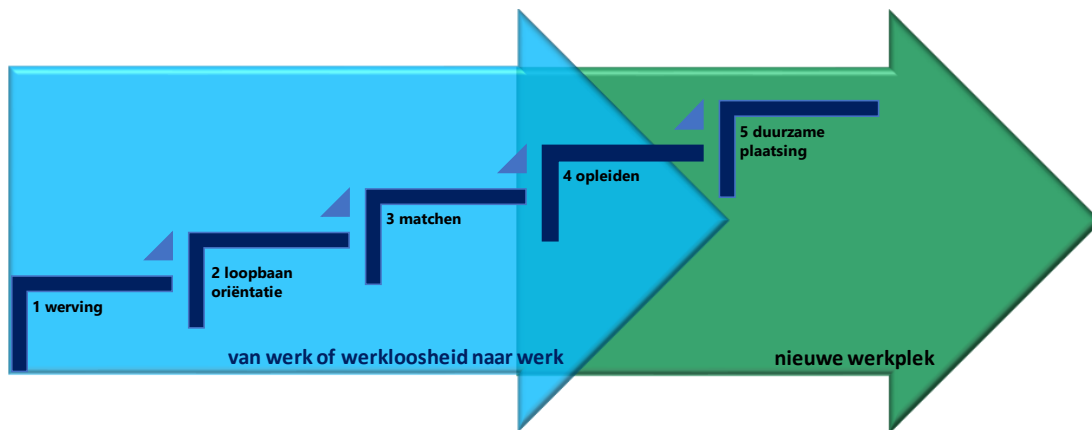 1 werving
2 loopbaan
oriëntatie
3 matchen
4 opleiden
5 duurzame
plaatsing
van werk of werkloosheid naar werk
nieuwe werkplek